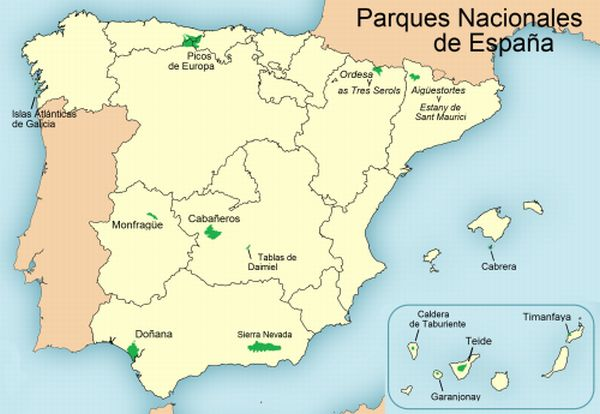 Parques Nacionales
de España
Picos
de Europa
Ordesa
y
as Tres Serols
Aigüestortes
y
Estany de
Sant Maurici
Islas Atlánticas
de Galicia
Monfragüe
Cabañeros
Tablas de
Daimiel
Cabrera
Doñana
Sierra Nevada
Caldera
de Taburiente
Teide
Timanfaya
Garanjonay